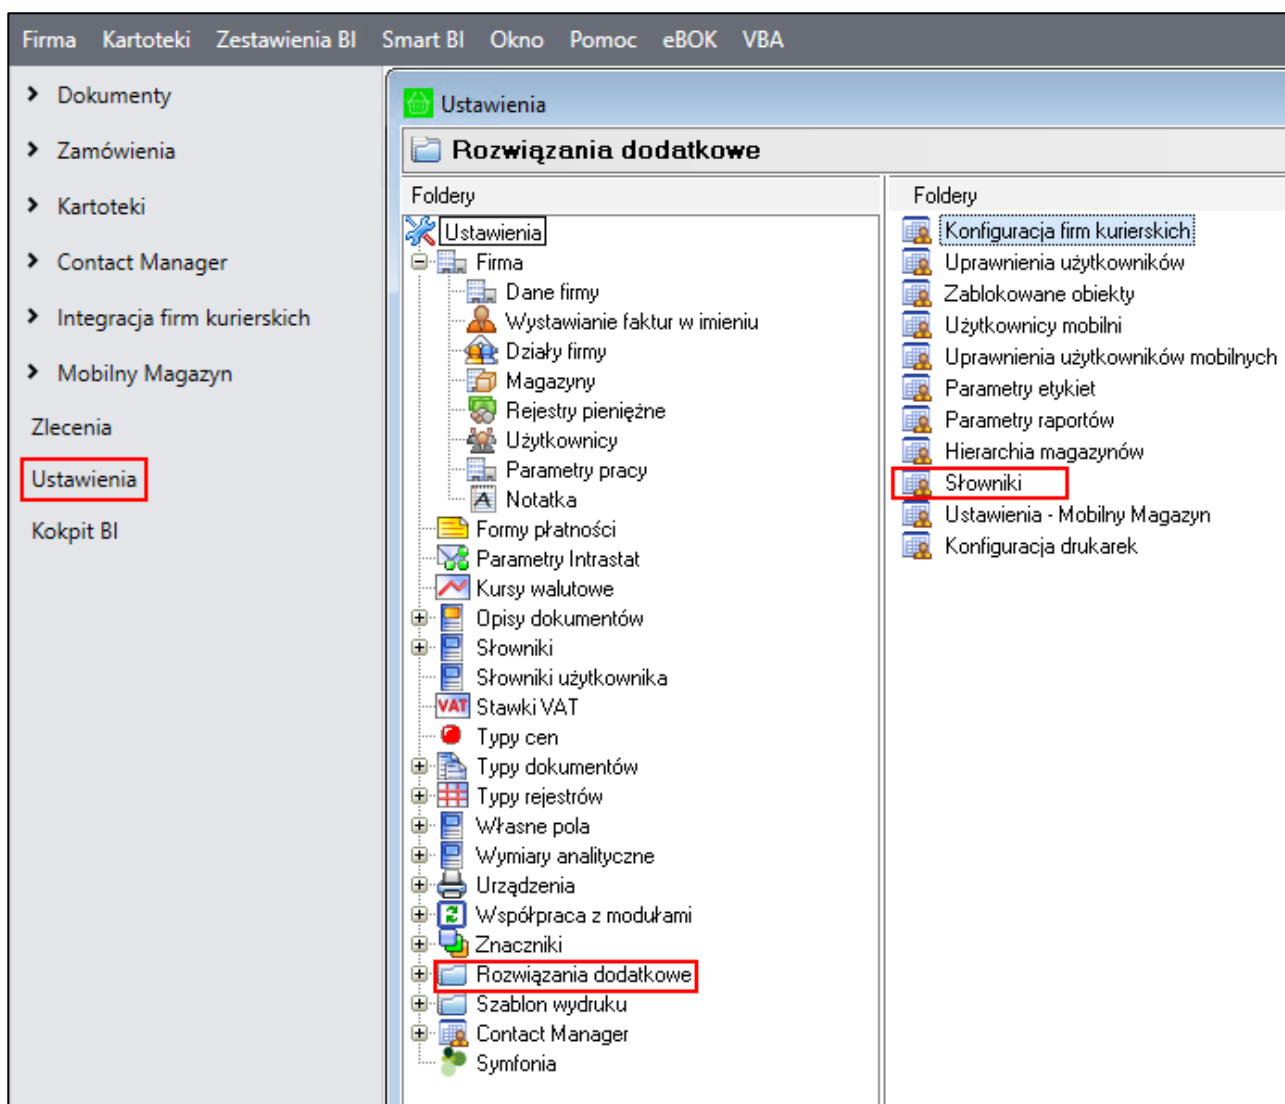 Firma Kartoteki Zestawienia BI Smart BI Okno Pomoc eBOK VBA
Dokumenty
Zamówienia
Kartoteki
Contact Manager
Integracja firm kurierskich
Mobilny Magazyn
Zlecenia
Ustawienia
Kokpit BI
Ustawienia
Rozwiązania dodatkowe
Foldery
Ustawienia
Firma
Dane firmy
Wystawianie faktur w imieniu
Działy firmy
Magazyny
Rejestry pieniężne
Użytkownicy
Parametry pracy
Notatka
Formy płatności
Parametry Intrastat
Kursy walutowe
Opisy dokumentów
Słowniki
Słowniki użytkownika
VAT Stawki VAT
Typy cen
Typy dokumentów
Typy rejestrów
Własne pola
Wymiary analityczne
Urządzenia
Współpraca z modułami
Znaczniki
Rozwiązania dodatkowe
Szablon wydruku
Contact Manager
Symfonia
Foldery
Konfiguracja firm kurierskich
Uprawnienia użytkowników
Zablokowane obiekty
Użytkownicy mobilni
Uprawnienia użytkowników mobilnych
Parametry etykiet
Parametry raportów
Hierarchia magazynów
Słowniki
Ustawienia - Mobilny Magazyn
Konfiguracja drukarek